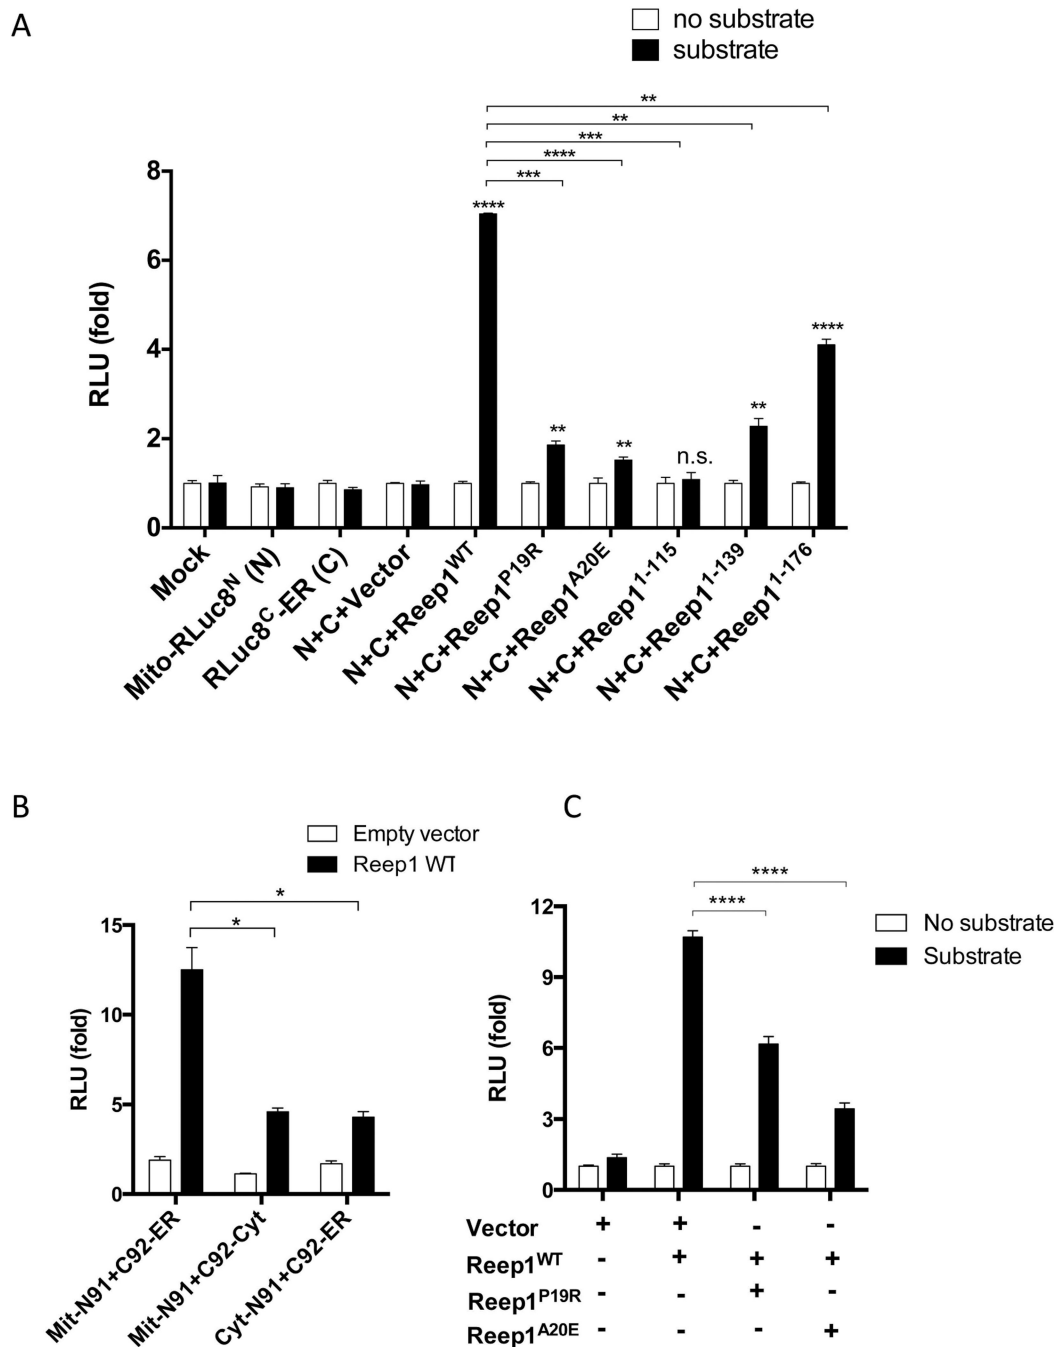 A
no substrate
substrate
**
**
***
****
***
8
6
4
2
0
RLU (fold)
****
**
**
n.s.
**
****
Mock
Mito-RLuc8N (N)
RLuc8C-ER (C)
N+C+Vector
N+C+Reep1WT
N+C+Reep1P19R
N+C+Reep1A20E
N+C+Reep11-115
N+C+Reep11-139
N+C+Reep11-176
B
Empty vector
Reep1 WT
*
*
15
10
5
0
RLU (fold)
Mit-N91+C92-ER
Mit-N91+C92-Cyt
Cyt-N91+C92-ER
C
No substrate
Substrate
****
****
12
9
6
3
0
RLU (fold)
Vector + + - -
Reep1WT - + + +
Reep1P19R - - + -
Reep1A20E - - - +